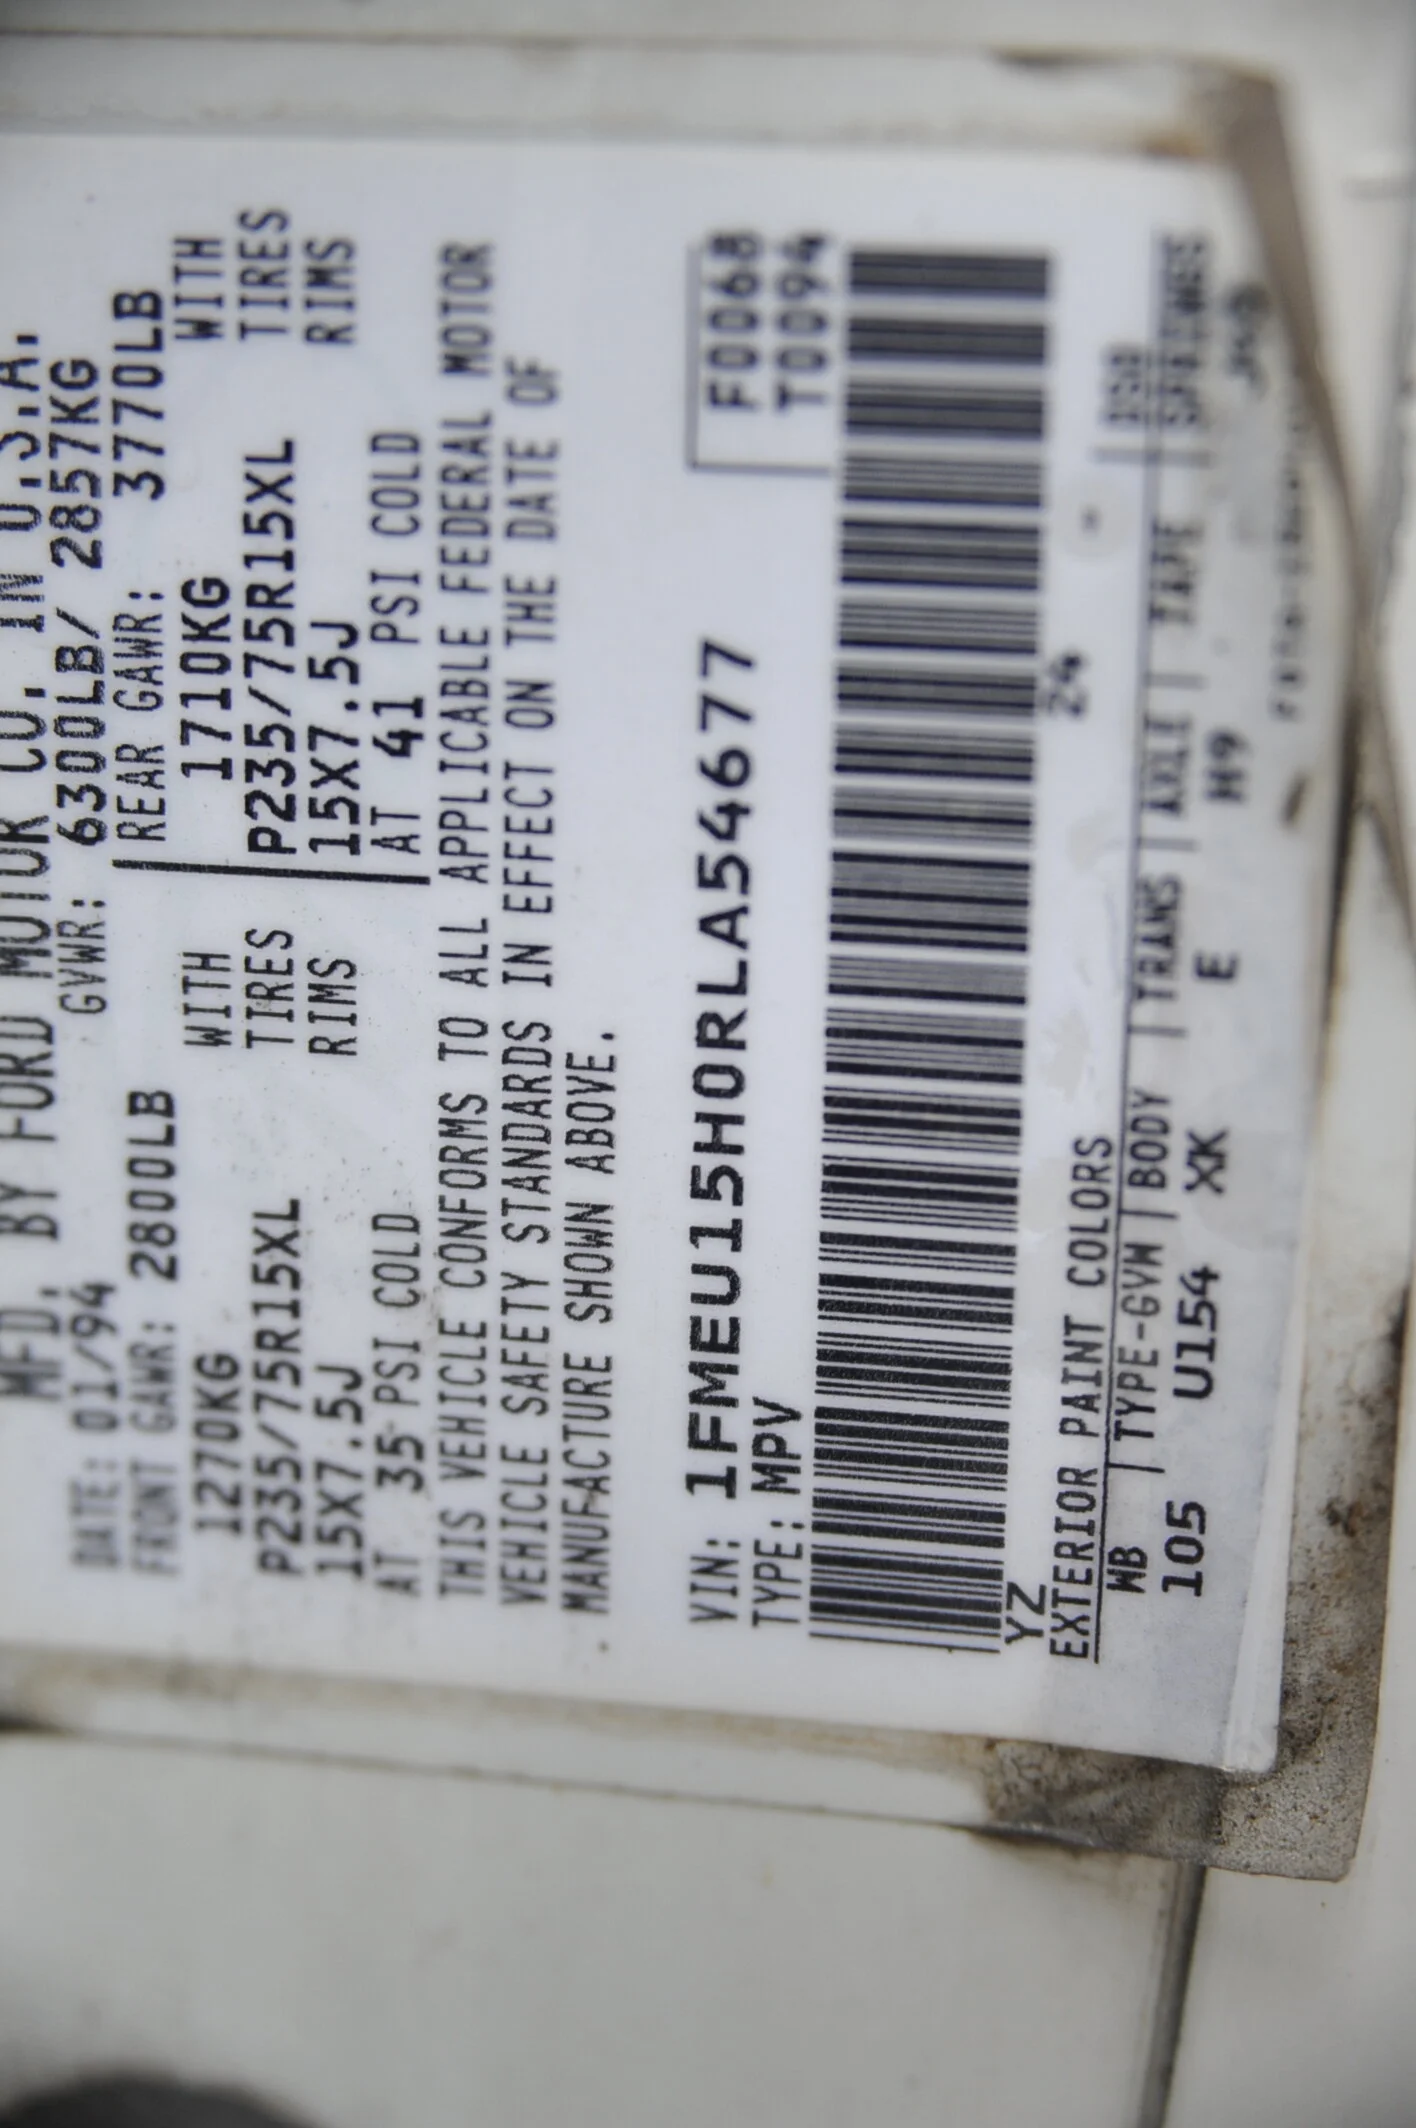 MFD. BY FORD MOTOR CO. IN U.S.A.
DATE: 01/94 GVWR: 6300LB/ 2857KG
FRONT GAWR: 2800LB REAR GAWR: 3770LB
1270KG WITH 1710KG WITH
P235/75R15XL TIRES P235/75R15XL TIRES
15X7.5J RIMS 15X7.5J RIMS
AT 35 PSI COLD AT 41 PSI COLD
THIS VEHICLE CONFORMS TO ALL APPLICABLE FEDERAL MOTOR
VEHICLE SAFETY STANDARDS IN EFFECT ON THE DATE OF
MANUFACTURE SHOWN ABOVE.
VIN: 1FMEU15H0RLA54677 F0068
TYPE: MPV T0094
YZ 24
EXTERIOR PAINT COLORS DSO
WB TYPE-GVW BODY TRANS AXLE TAPE SPRINGS
105 U154 XK E H9